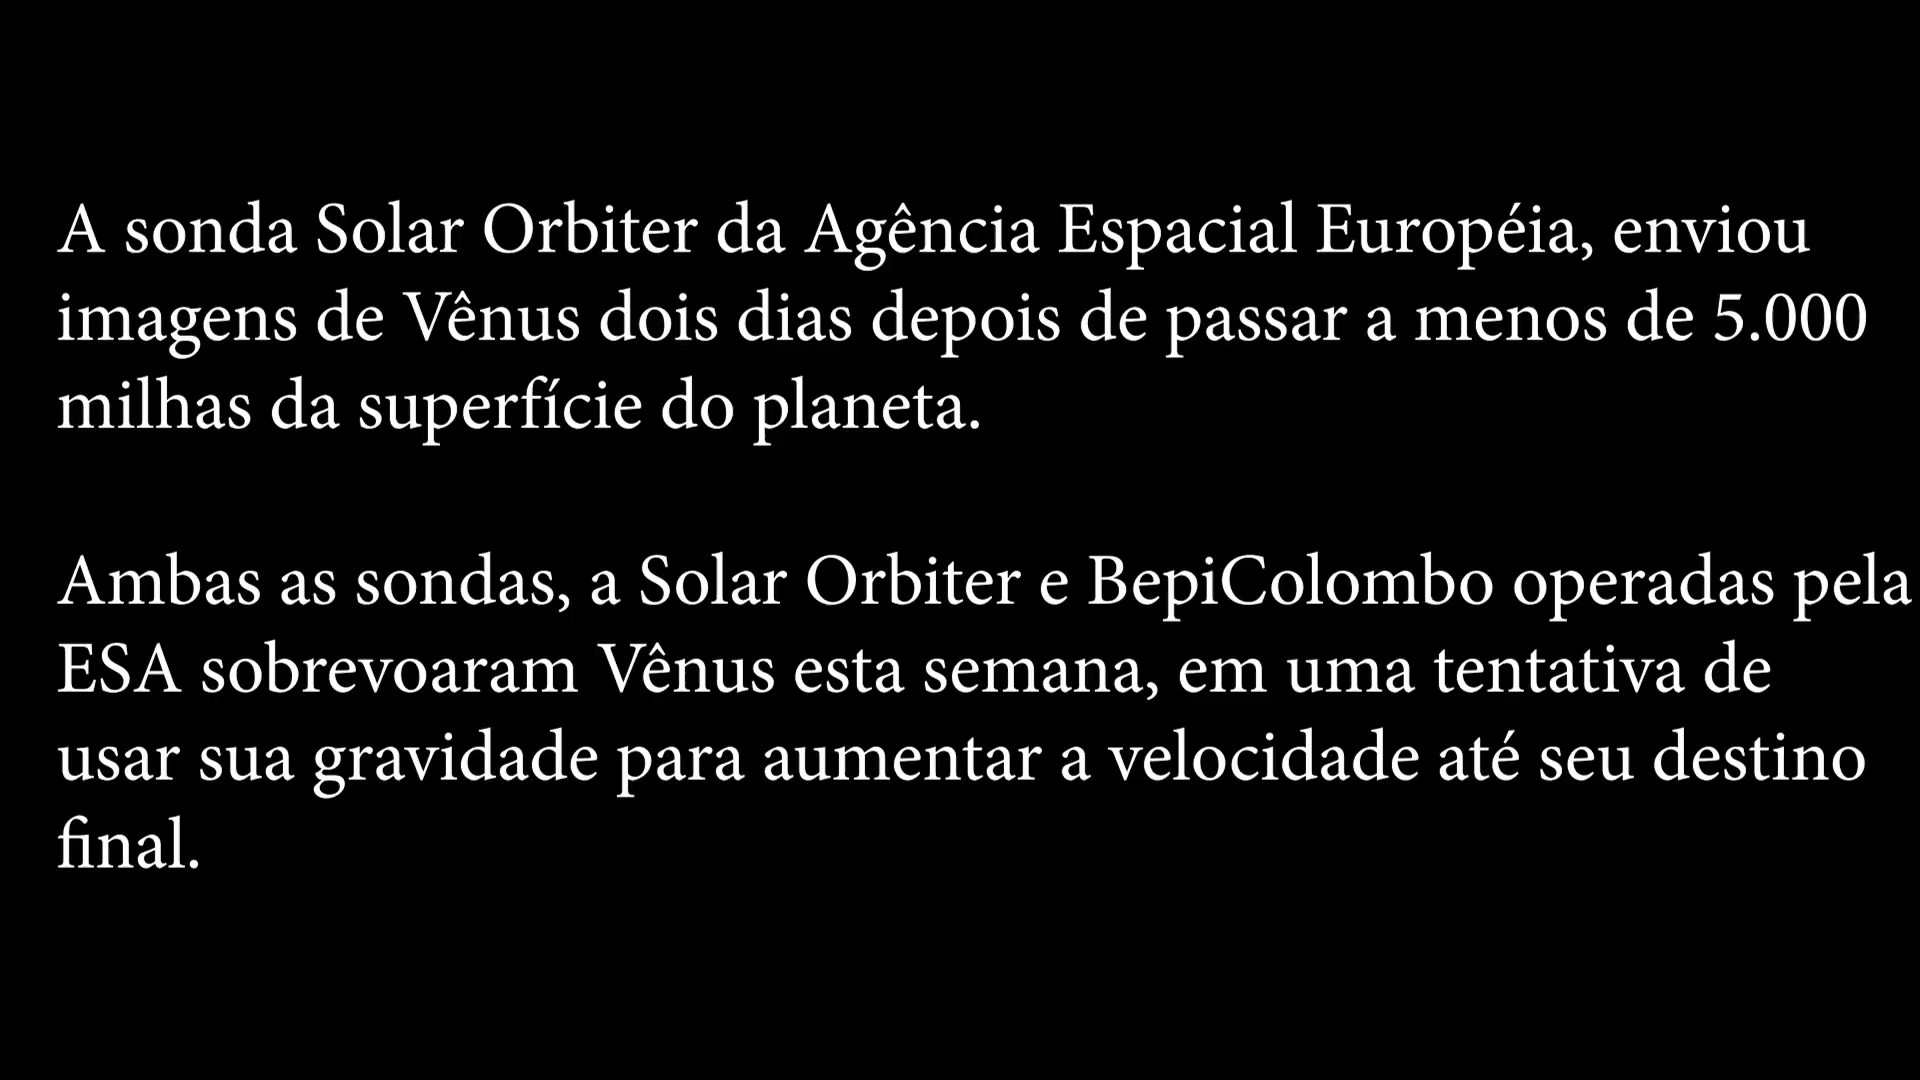 A sonda Solar Orbiter da Agência Espacial Européia, enviou
imagens de Vênus dois dias depois de passar a menos de 5.000
milhas da superfície do planeta.
Ambas as sondas, a Solar Orbiter e BepiColombo operadas pela
ESA sobrevoaram Vênus esta semana, em uma tentativa de
usar sua gravidade para aumentar a velocidade até seu destino
final.